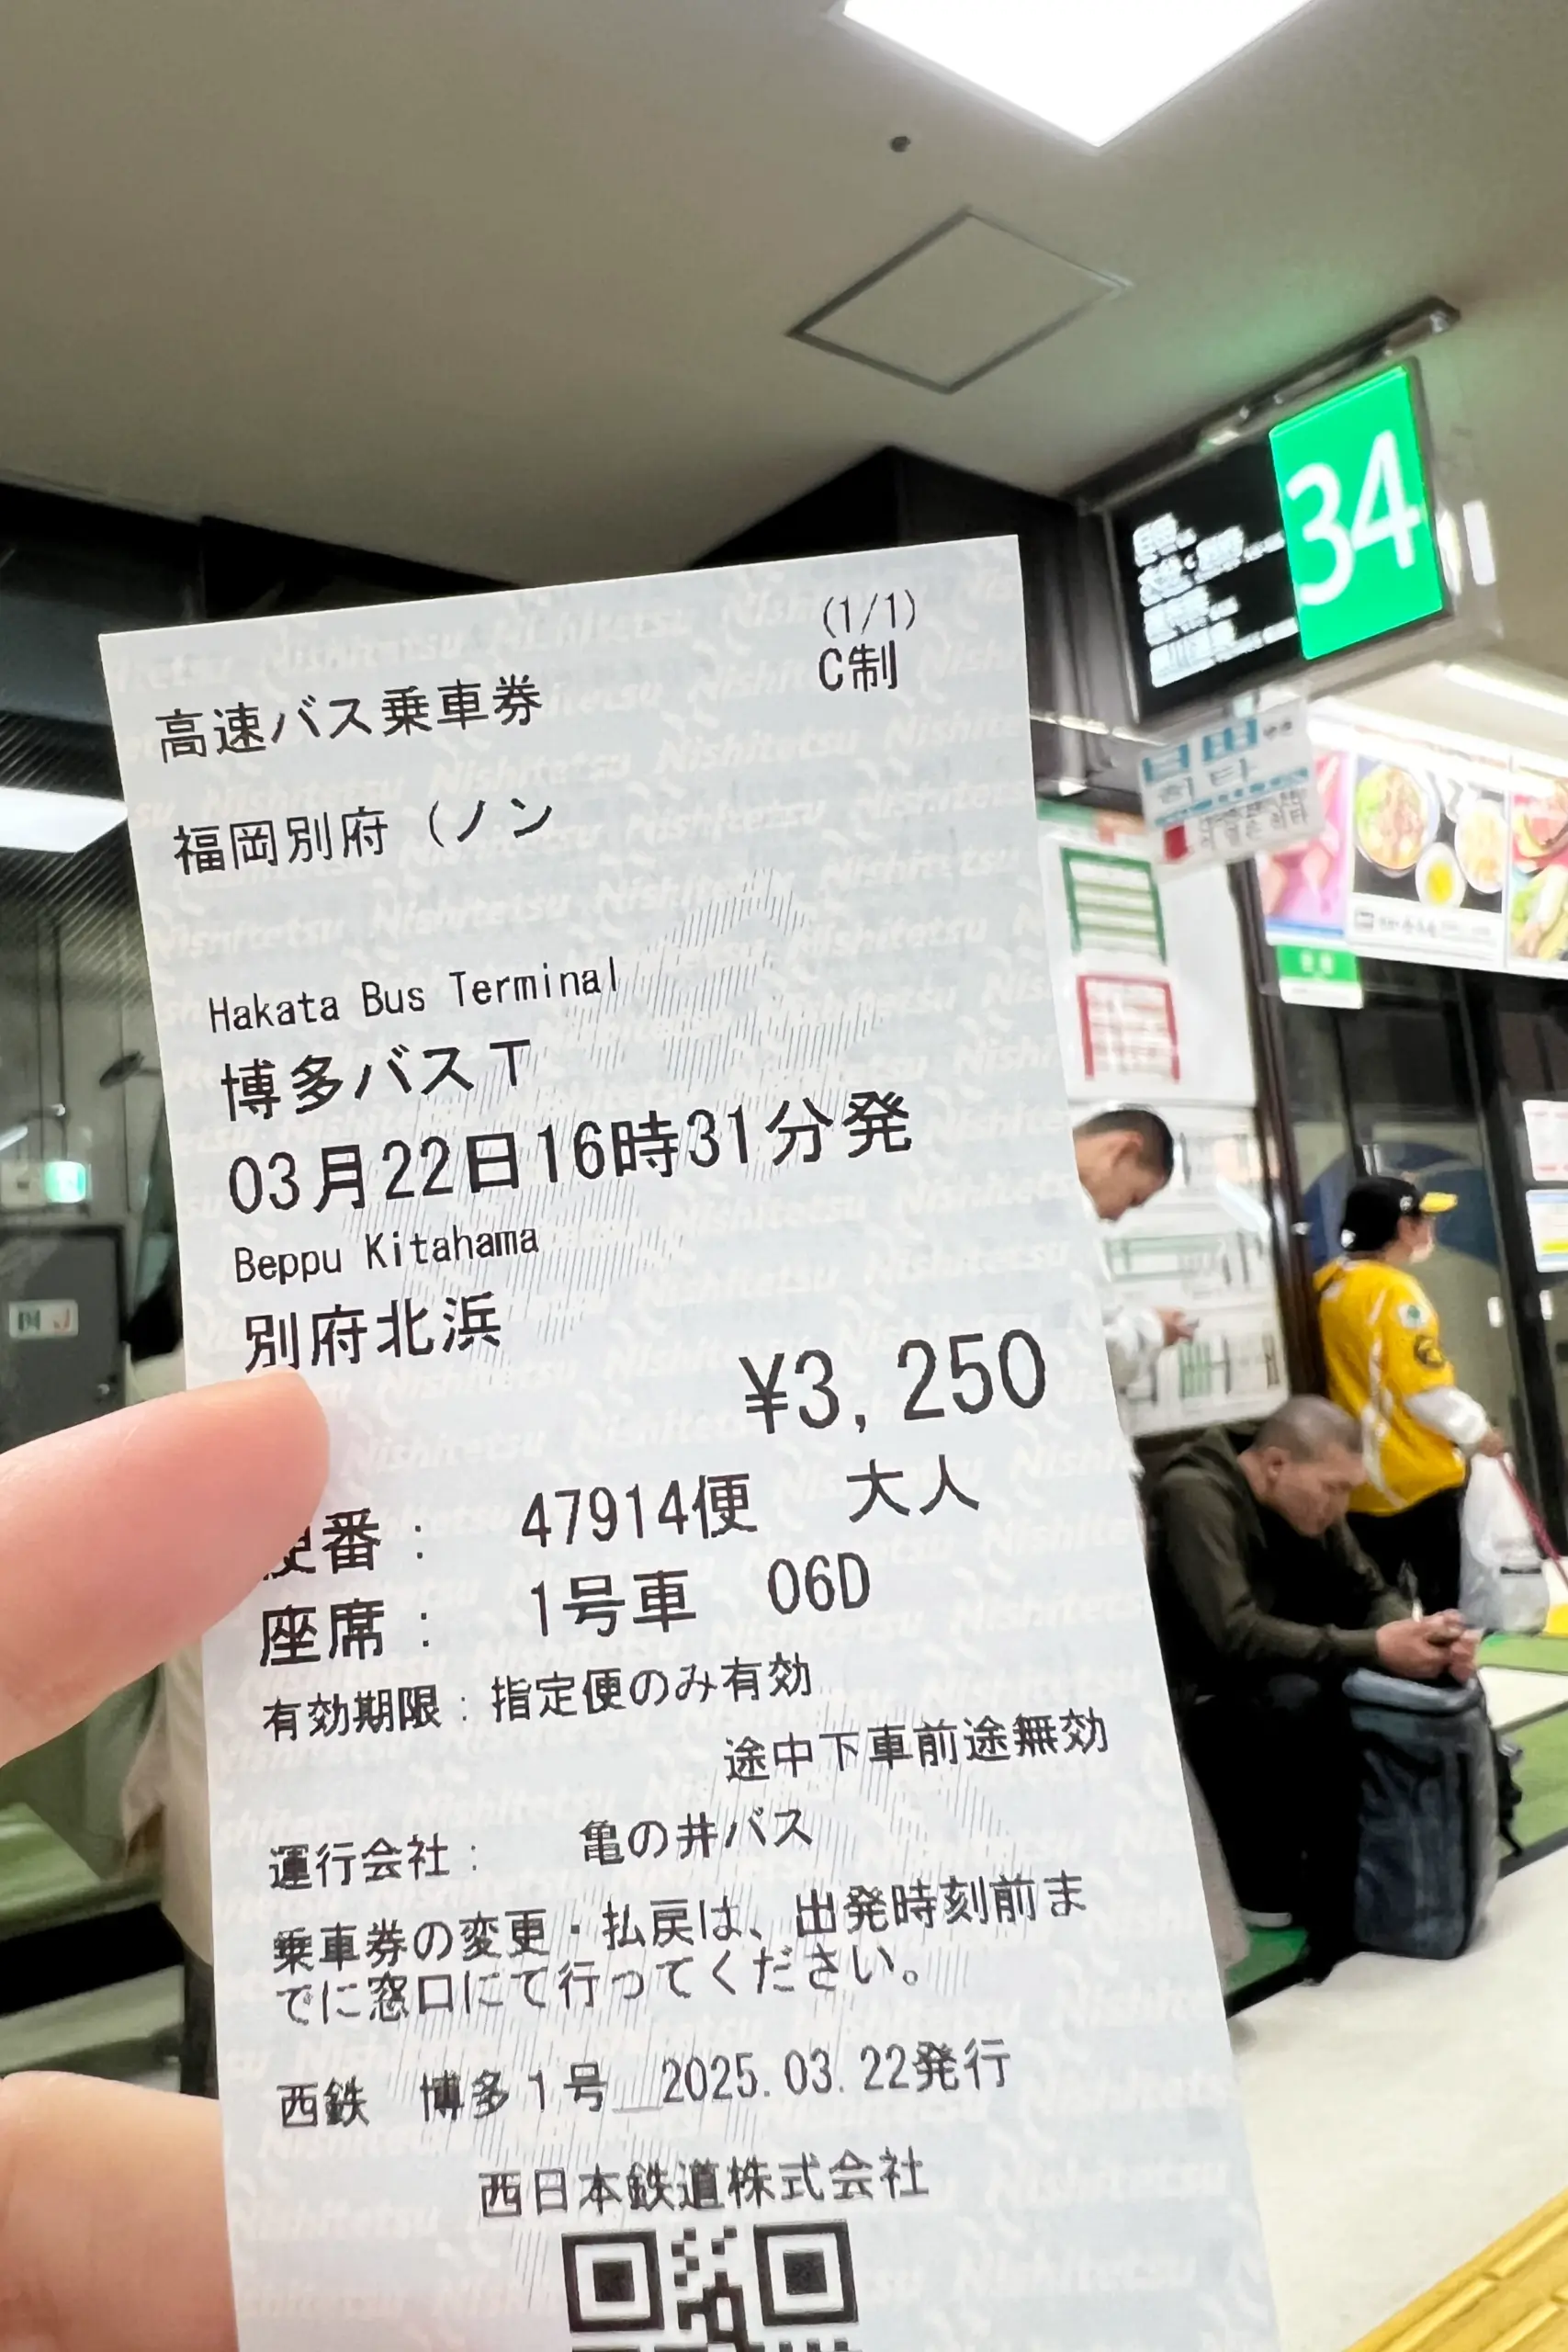 (1/1)
C制
高速バス乗車券
福岡別府 (ノン
Hakata Bus Terminal
博多バスT
03月22日16時31分発
Beppu Kitahama
別府北浜
¥3,250
便番: 47914便 大人
座席: 1号車 06D
有効期限:指定便のみ有効
途中下車前途無効
運行会社: 亀の井バス
乗車券の変更・払戻は、出発時刻前ま
でに窓口にて行ってください。
西鉄 博多1号_2025.03.22発行
西日本鉄道株式会社
34